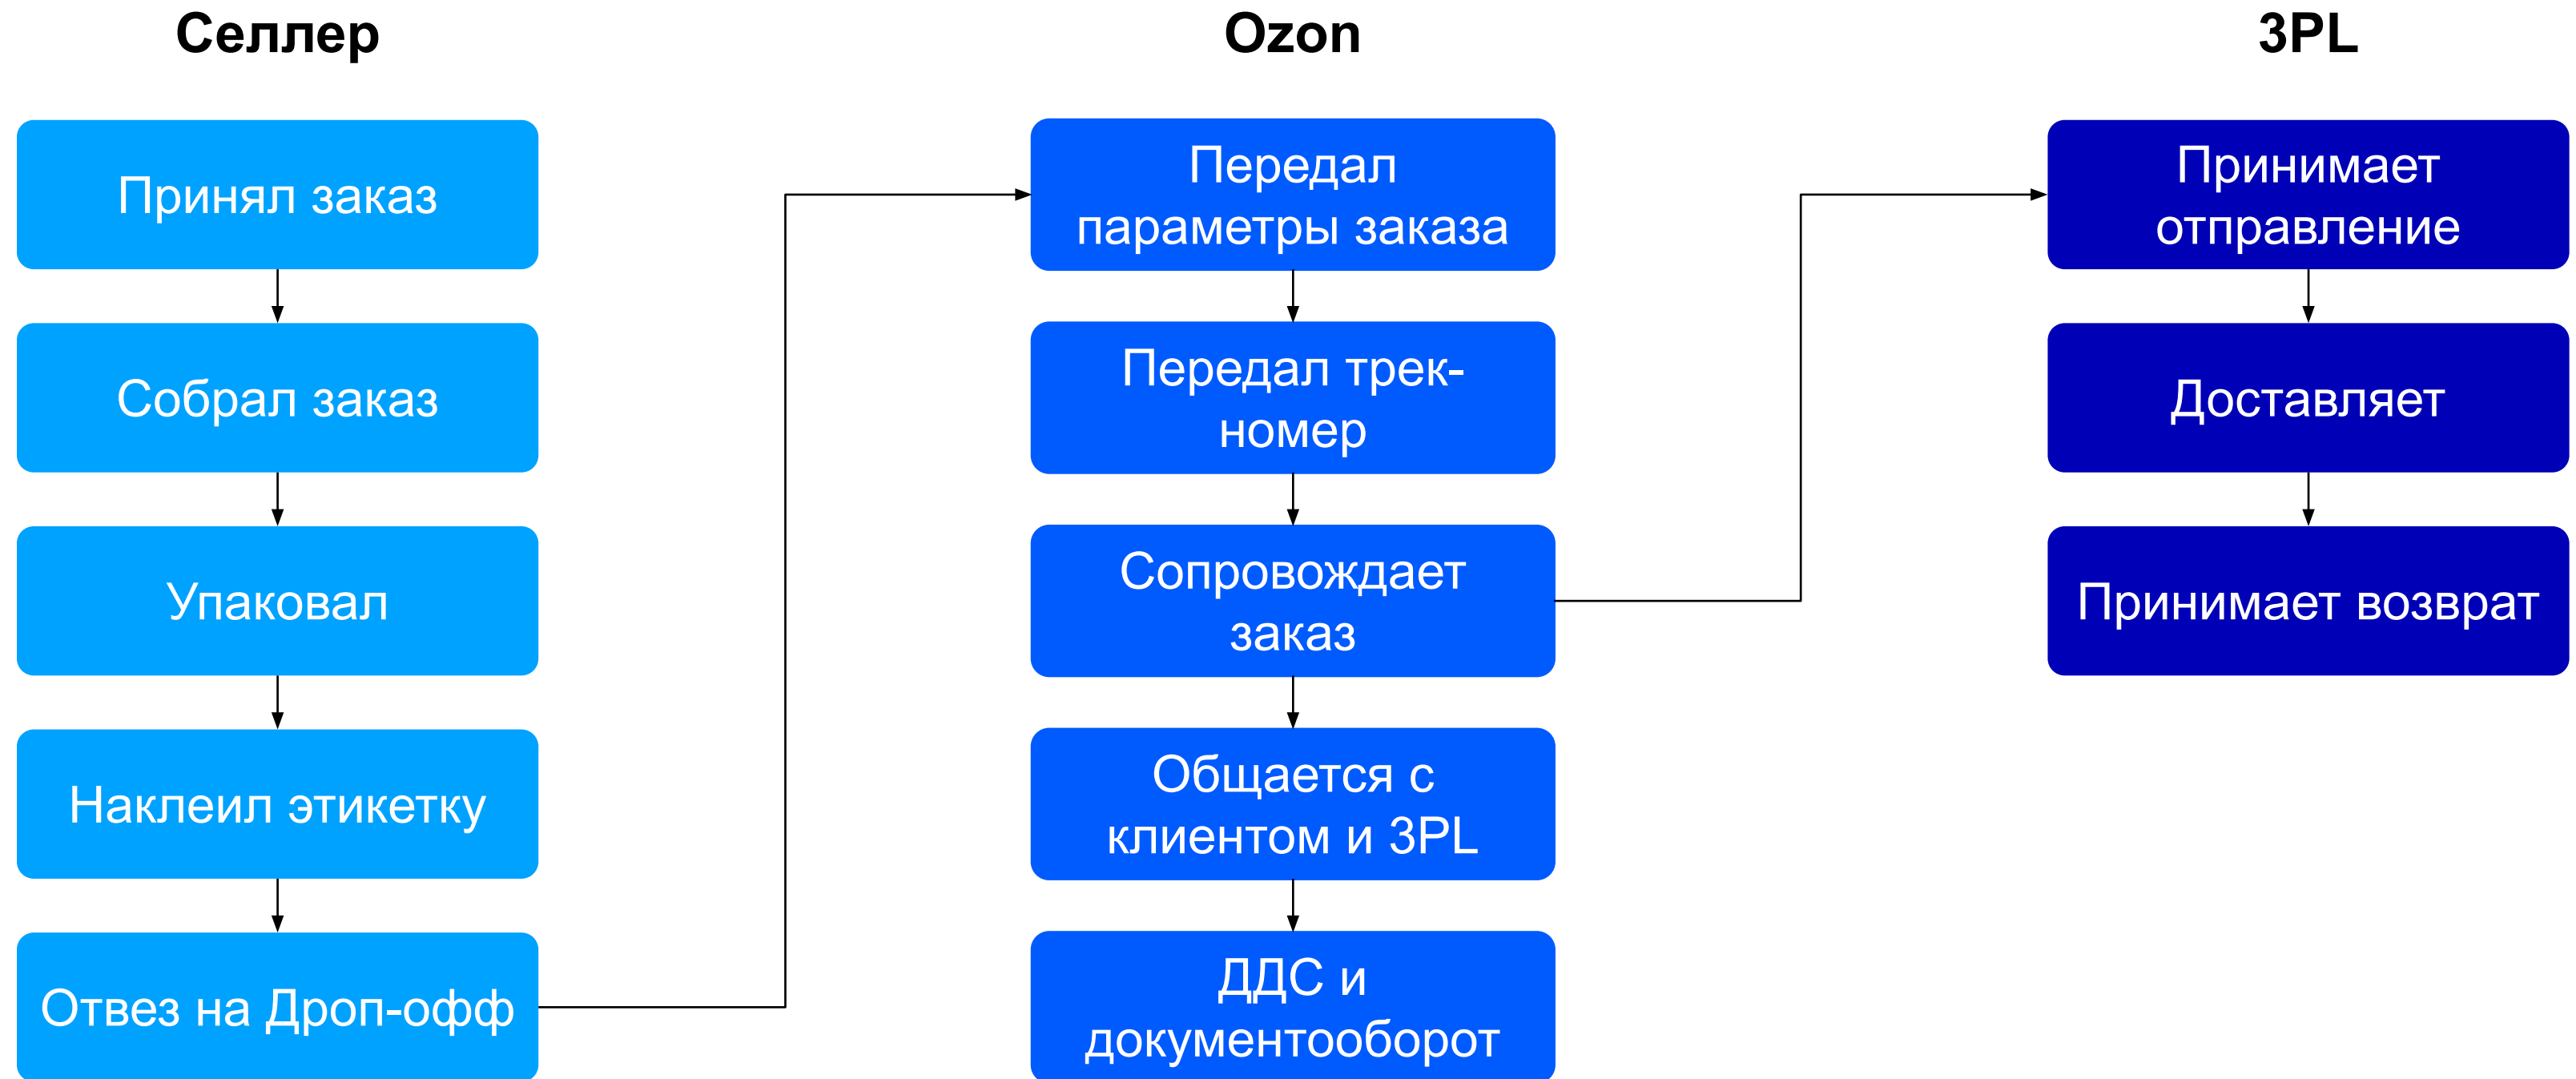 Селлер
Принял заказ
Собрал заказ
Упаковал
Наклеил этикетку
Отвез на Дроп-офф
Ozon
Передал
параметры заказа
Передал трек-
номер
Сопровождает
заказ
Общается с
клиентом и 3PL
ДДС и
документооборот
3PL
Принимает
отправление
Доставляет
Принимает возврат